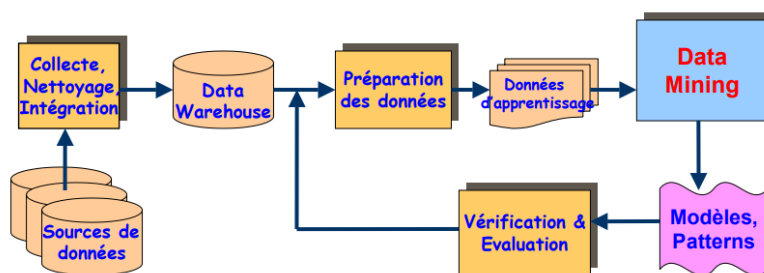 Collecte,
Nettoyage,
Intégration
Data
Warehouse
Préparation
des données
Données
d'apprentissage
Data
Mining
Sources de
données
Vérification &
Evaluation
Modèles,
Patterns